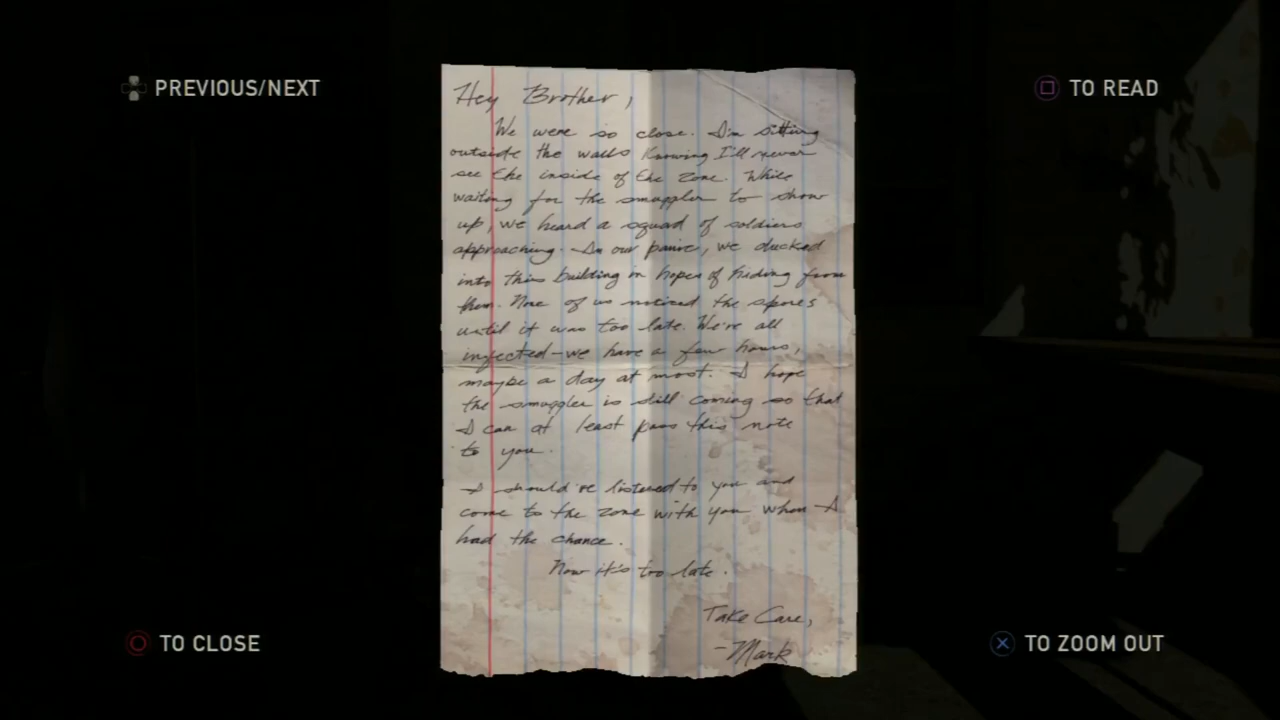 PREVIOUS/NEXT
TO READ
Hey Brother,
We were so close. I'm sitting
outside the walls knowing I'll never
see the inside of the zone. While
waiting for the smuggler to show
up, we heard a squad of soldiers
approaching. In our panic, we ducked
into this building in hopes of hiding from
them. None of us noticed the spores
until it was too late. We're all
infected-we have a few hours,
maybe a day at most. I hope
the smuggler is still coming so that
I can at least pass this note
to you.
I should've listened to you and
come to the zone with you when I
had the chance.
Now it's too late.
Take Care,
-Mark
TO CLOSE
TO ZOOM OUT